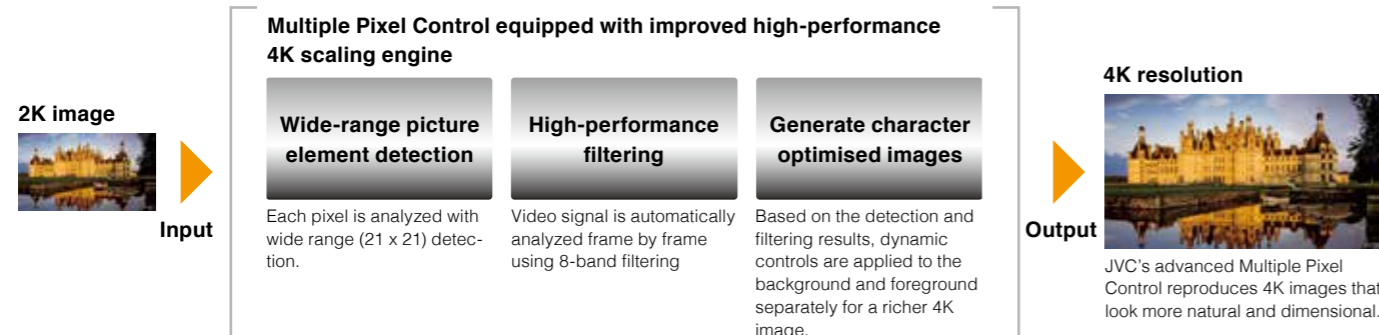 Multiple Pixel Control equipped with improved high-performance
4K scaling engine
2K image
Input
Wide-range picture
element detection
Each pixel is analyzed with
wide range (21 x 21) detec-
tion.
High-performance
filtering
Video signal is automatically
analyzed frame by frame
using 8-band filtering
Generate character
optimised images
Based on the detection and
filtering results, dynamic
controls are applied to the
background and foreground
separately for a richer 4K
image.
Output
4K resolution
JVC's advanced Multiple Pixel
Control reproduces 4K images that
look more natural and dimensional.